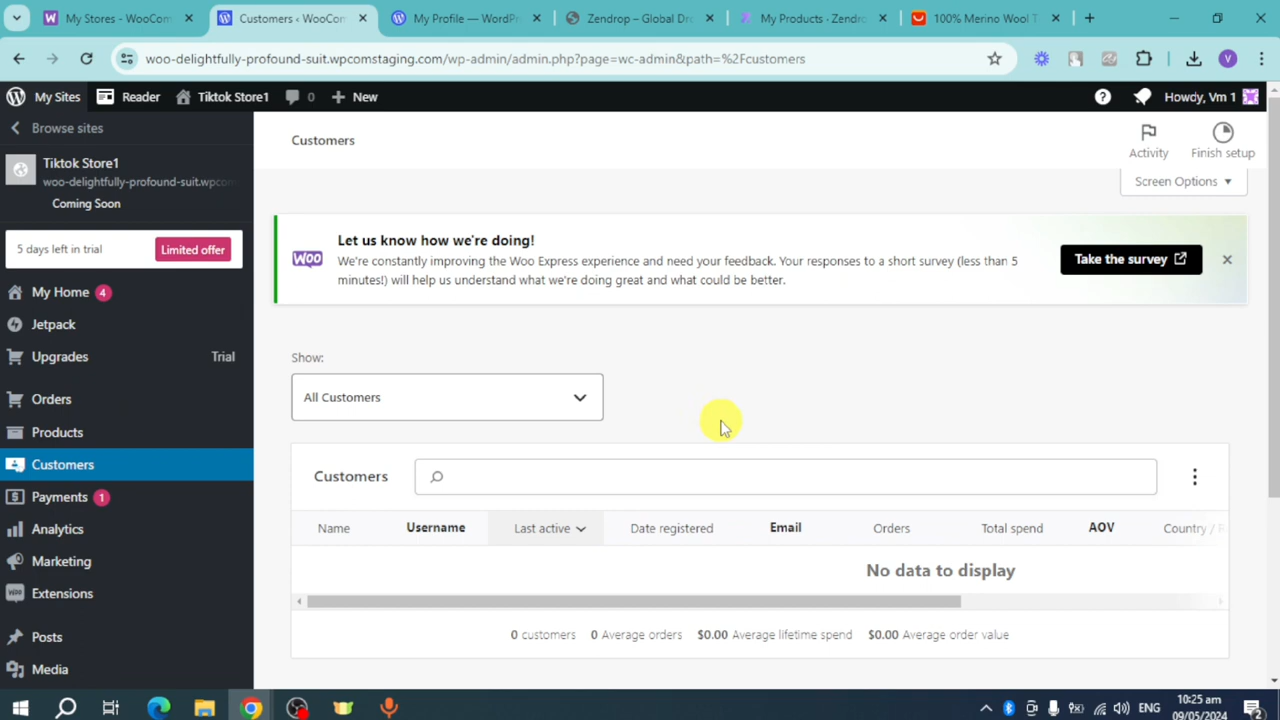 My Stores - WooCom
Customers ‹ WooCom
My Profile — WordPr
Zendrop – Global Dro
My Products - Zendr
100% Merino Wool T
woo-delightfully-profound-suit.wpcomstaging.com/wp-admin/admin.php?page=wc-admin&path=%2Fcustomers
V
My Sites
Reader
Tiktok Store1
0
New
Howdy, Vm 1
Browse sites
Tiktok Store1
woo-delightfully-profound-suit.wpcom
Coming Soon
5 days left in trial
Limited offer
My Home 4
Jetpack
Upgrades
Trial
Orders
Products
Customers
Payments 1
Analytics
Marketing
Extensions
Posts
Media
Customers
Activity
Finish setup
Screen Options
WOO
Let us know how we're doing!
We're constantly improving the Woo Express experience and need your feedback. Your responses to a short survey (less than 5
minutes!) will help us understand what we're doing great and what could be better.
Take the survey
Show:
All Customers
Customers
Name
Username
Last active
Date registered
Email
Orders
Total spend
AOV
Country /
No data to display
0 customers
0 Average orders
$0.00 Average lifetime spend
$0.00 Average order value
ENG
10:25 am
09/05/2024
2